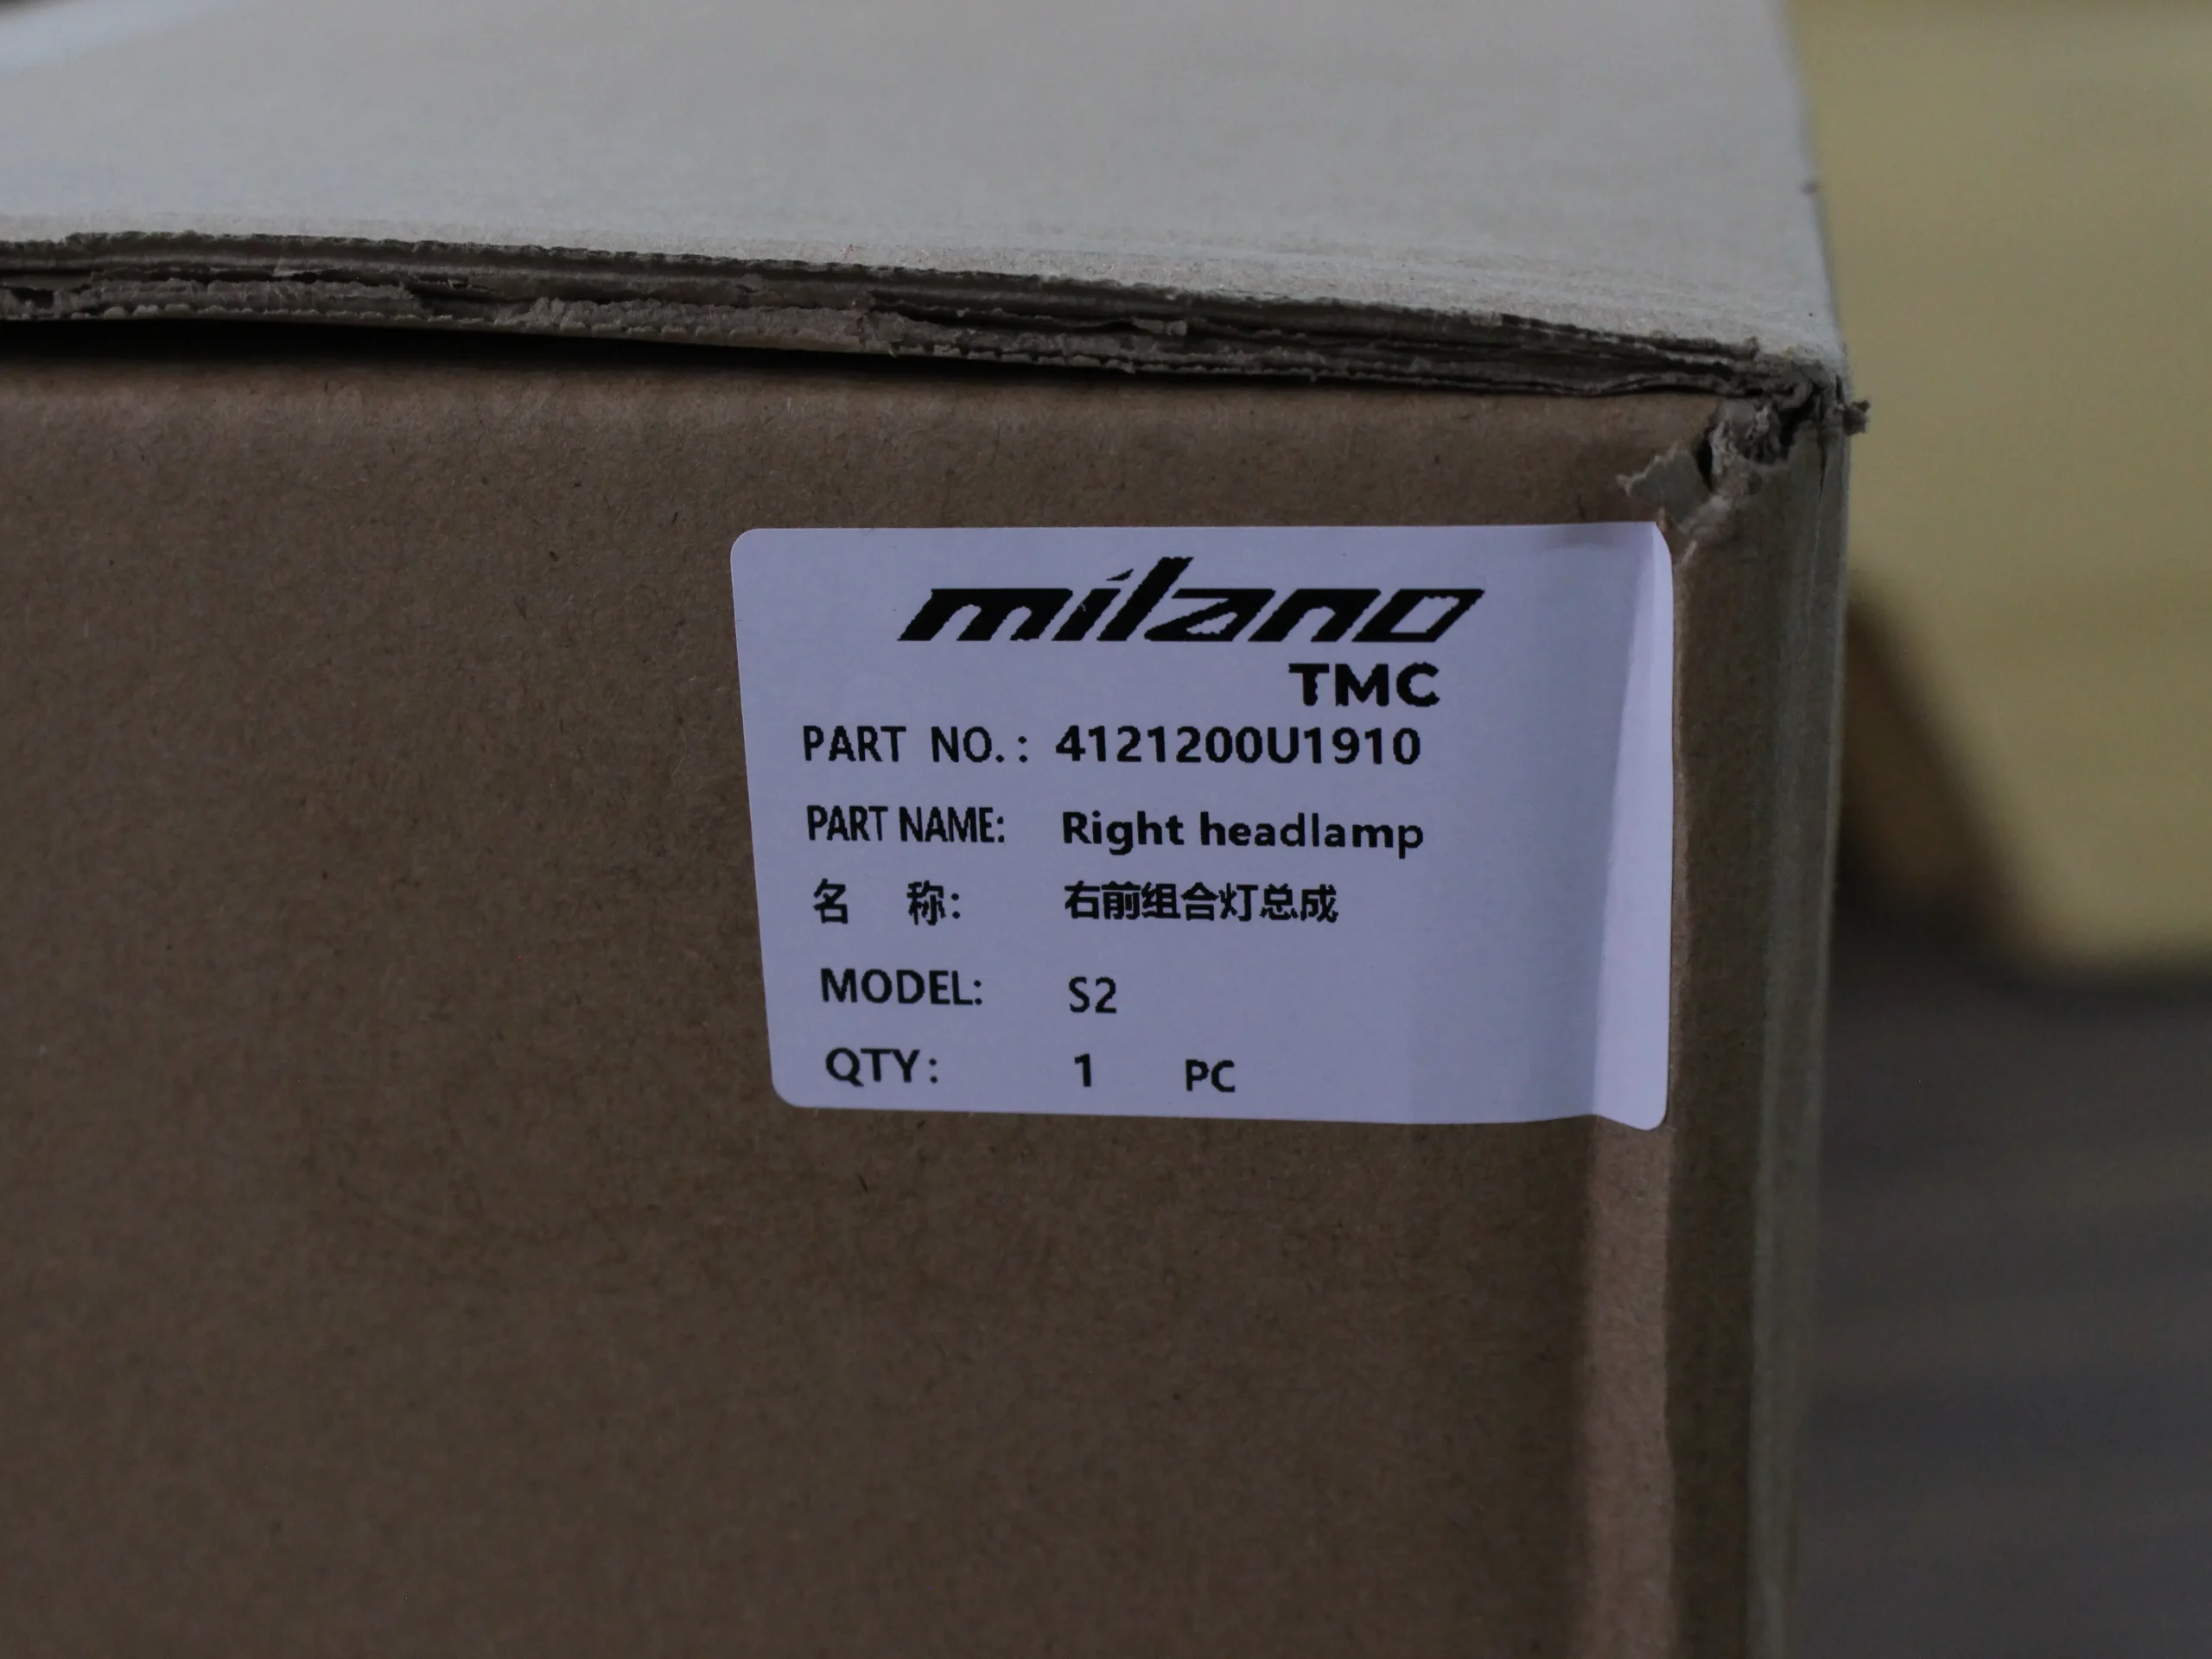 milano
TMC
PART NO.: 4121200U1910
PART NAME: Right headlamp
名 称: 右前组合灯总成
MODEL: S2
QTY: 1 PC